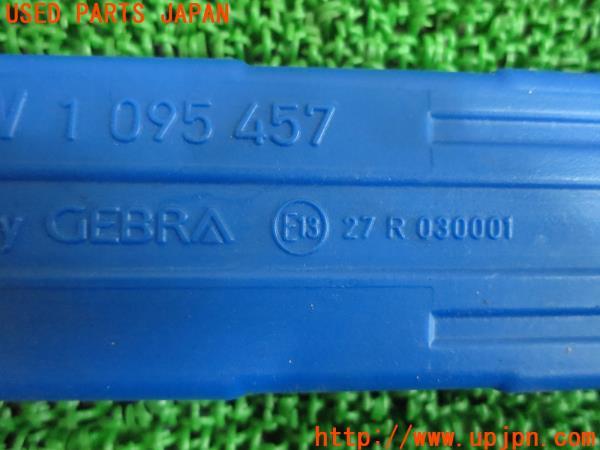 USED PARTS JAPAN
W 1 095 457
y GEBRA E13 27 R 030001
http://www.upjpn.com